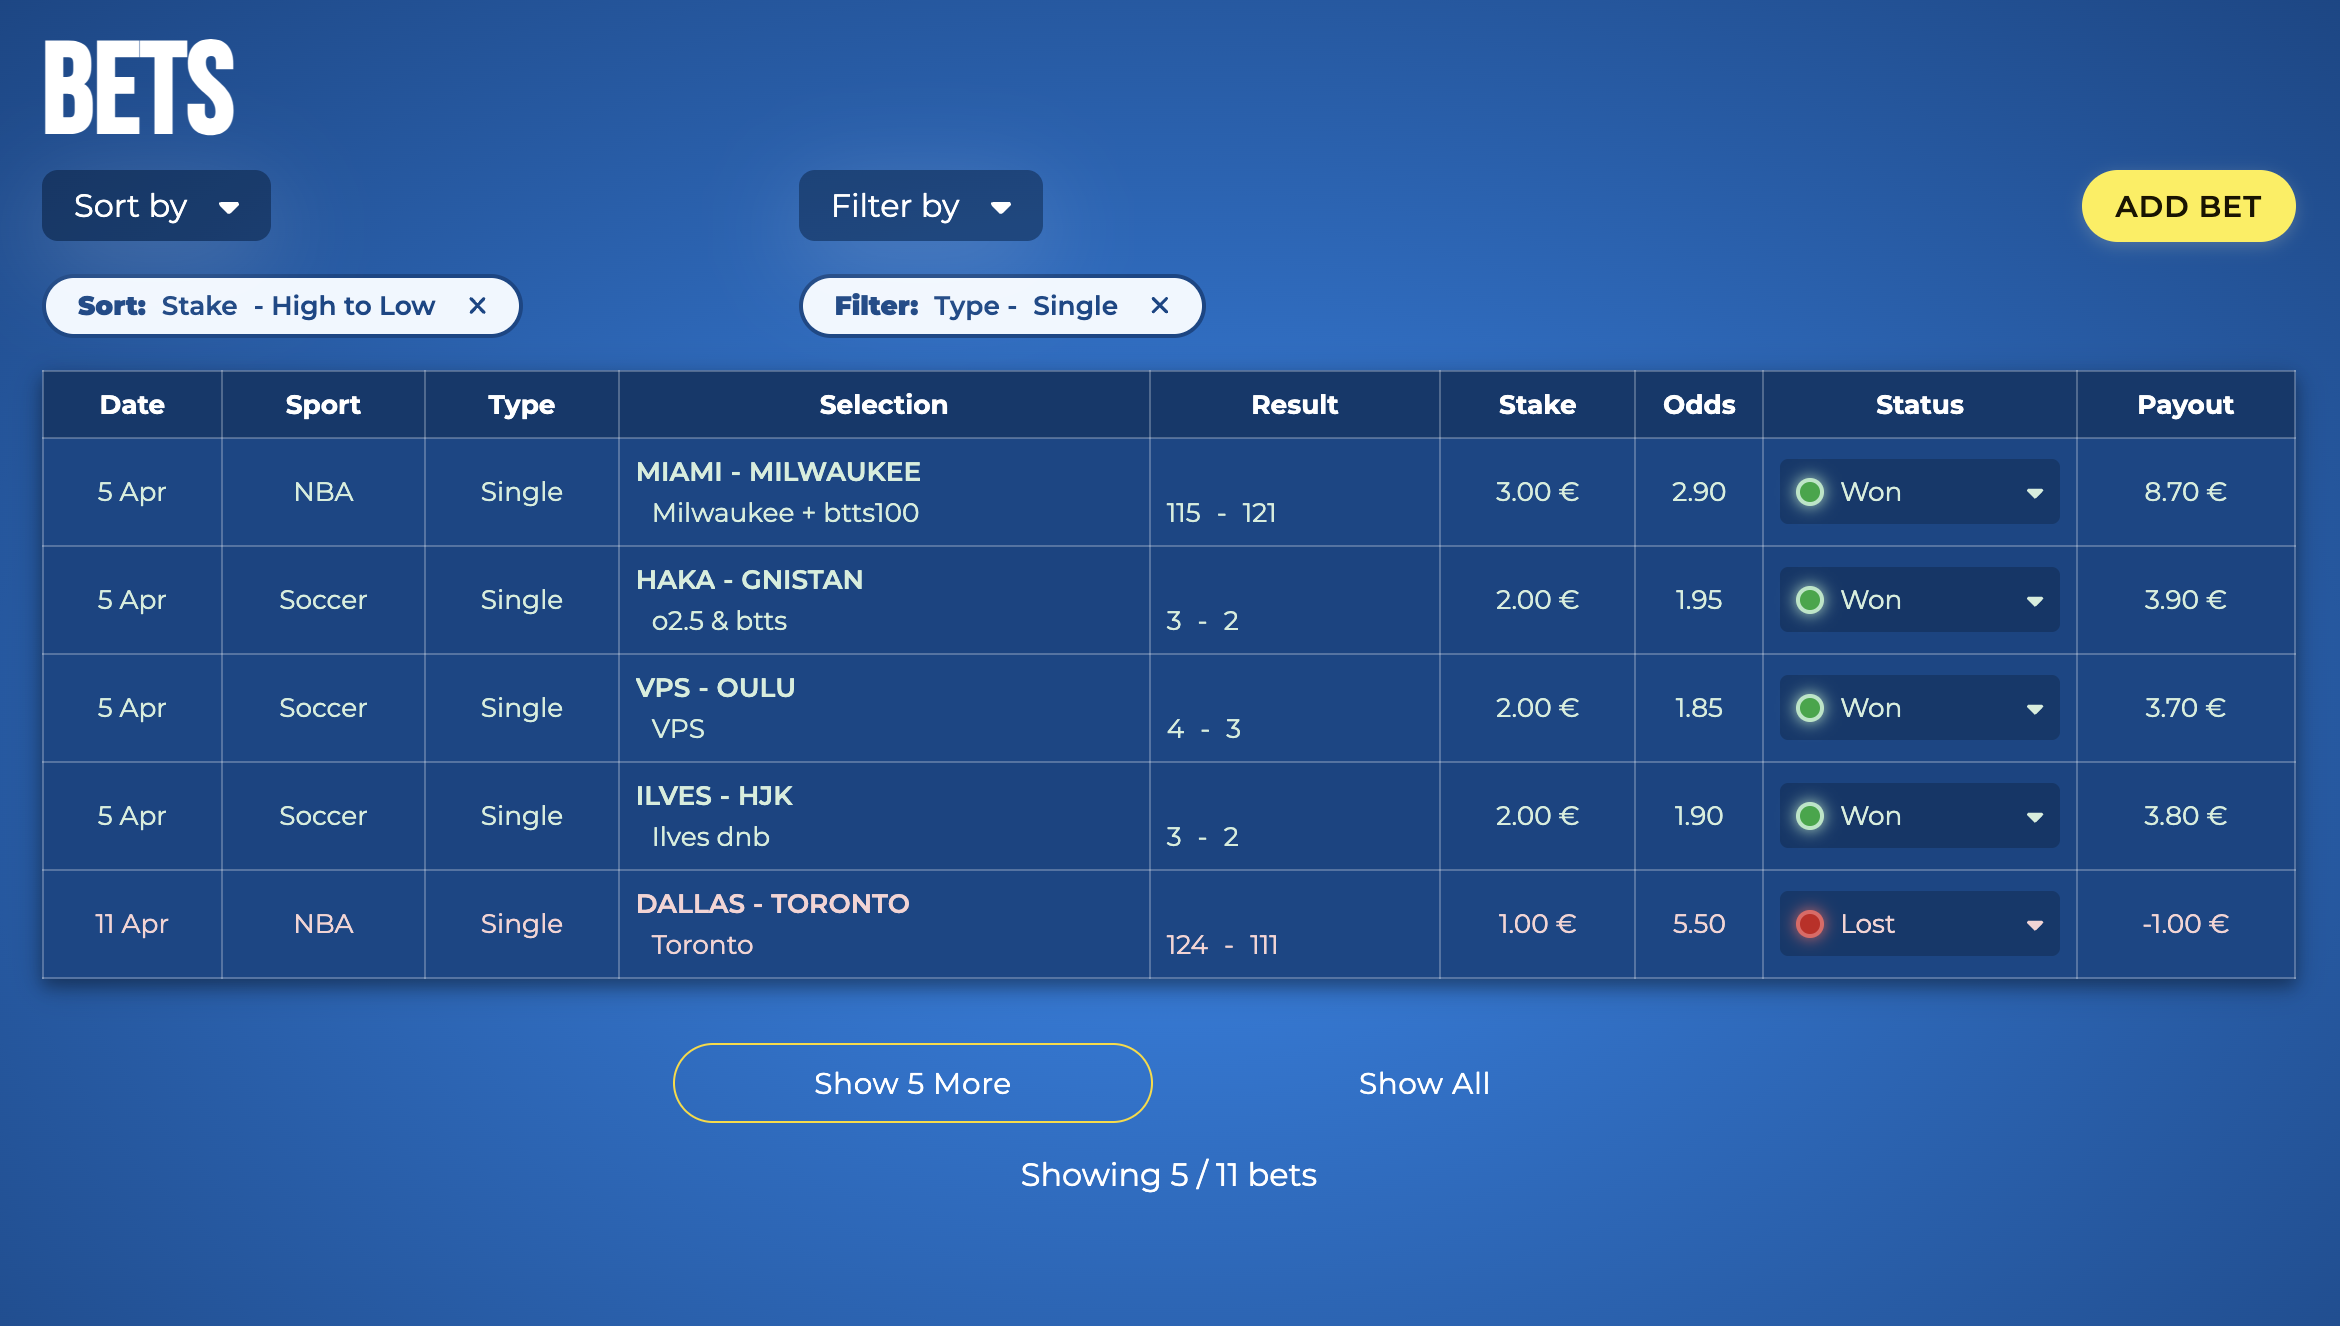 BETS
Sort by
Filter by
ADD BET
Sort: Stake - High to Low ×
Filter: Type - Single ×
Date Sport Type Selection Result Stake Odds Status Payout
5 Apr NBA Single MIAMI - MILWAUKEE Milwaukee + btts100 115 - 121 3.00 € 2.90 Won 8.70 €
5 Apr Soccer Single HAKA - GNISTAN o2.5 & btts 3 - 2 2.00 € 1.95 Won 3.90 €
5 Apr Soccer Single VPS - OULU VPS 4 - 3 2.00 € 1.85 Won 3.70 €
5 Apr Soccer Single ILVES - HJK Ilves dnb 3 - 2 2.00 € 1.90 Won 3.80 €
11 Apr NBA Single DALLAS - TORONTO Toronto 124 - 111 1.00 € 5.50 Lost -1.00 €
Show 5 More
Show All
Showing 5 / 11 bets